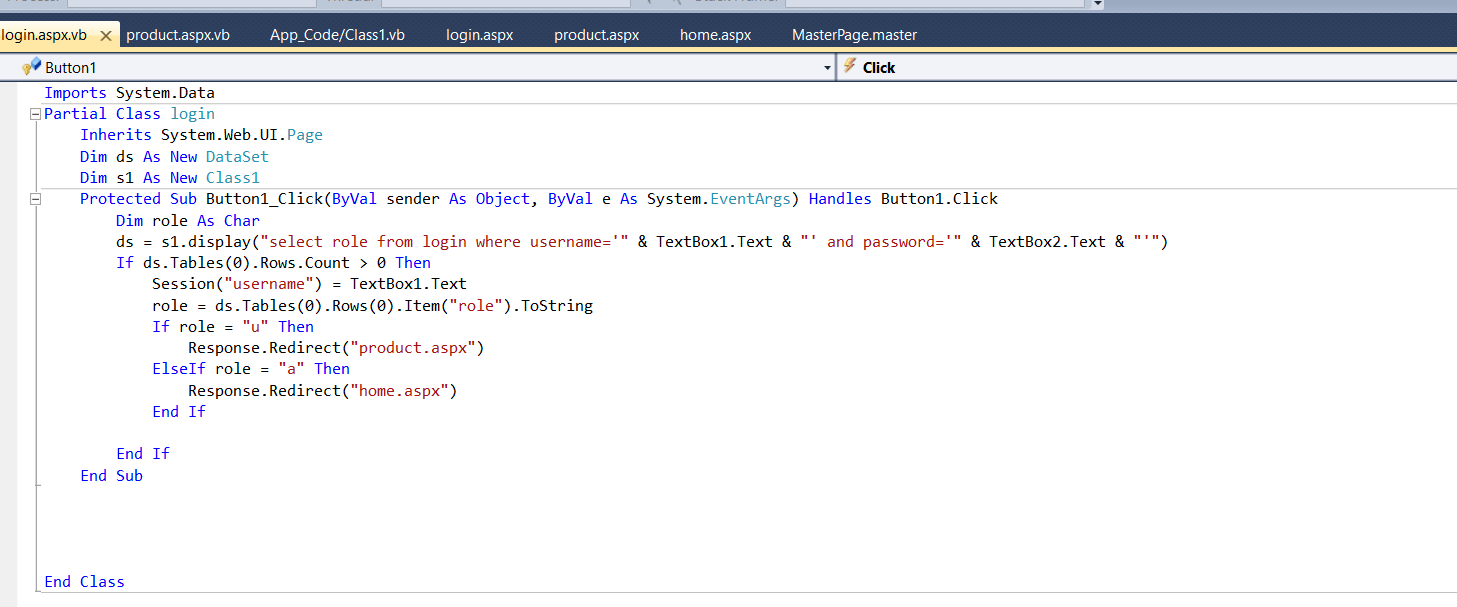 login.aspx.vb product.aspx.vb App_Code/Class1.vb login.aspx product.aspx home.aspx MasterPage.master
Button1 Click
Imports System.Data
Partial Class login
    Inherits System.Web.UI.Page
    Dim ds As New DataSet
    Dim s1 As New Class1
    Protected Sub Button1_Click(ByVal sender As Object, ByVal e As System.EventArgs) Handles Button1.Click
        Dim role As Char
        ds = s1.display("select role from login where username='" & TextBox1.Text & "' and password='" & TextBox2.Text & "'")
        If ds.Tables(0).Rows.Count > 0 Then
            Session("username") = TextBox1.Text
            role = ds.Tables(0).Rows(0).Item("role").ToString
            If role = "u" Then
                Response.Redirect("product.aspx")
            ElseIf role = "a" Then
                Response.Redirect("home.aspx")
            End If
        End If
    End Sub
End Class